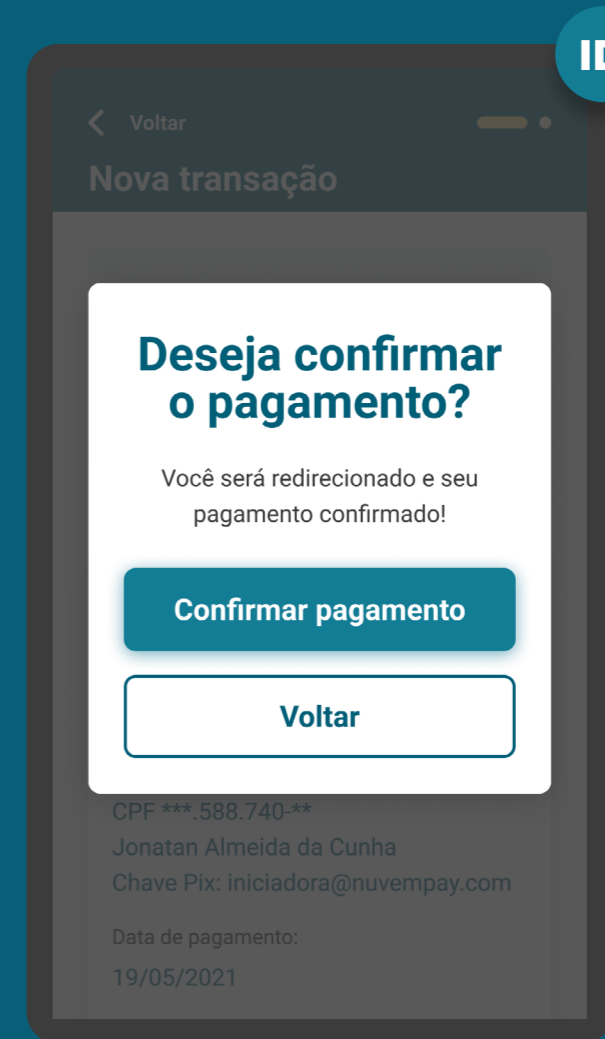 ID
Voltar
Nova transação
Deseja confirmar
o pagamento?
Você será redirecionado e seu
pagamento confirmado!
Confirmar pagamento
Voltar
CPF ***.588.740-**
Jonatan Almeida da Cunha
Chave Pix: iniciadora@nuvempay.com
Data de pagamento:
19/05/2021